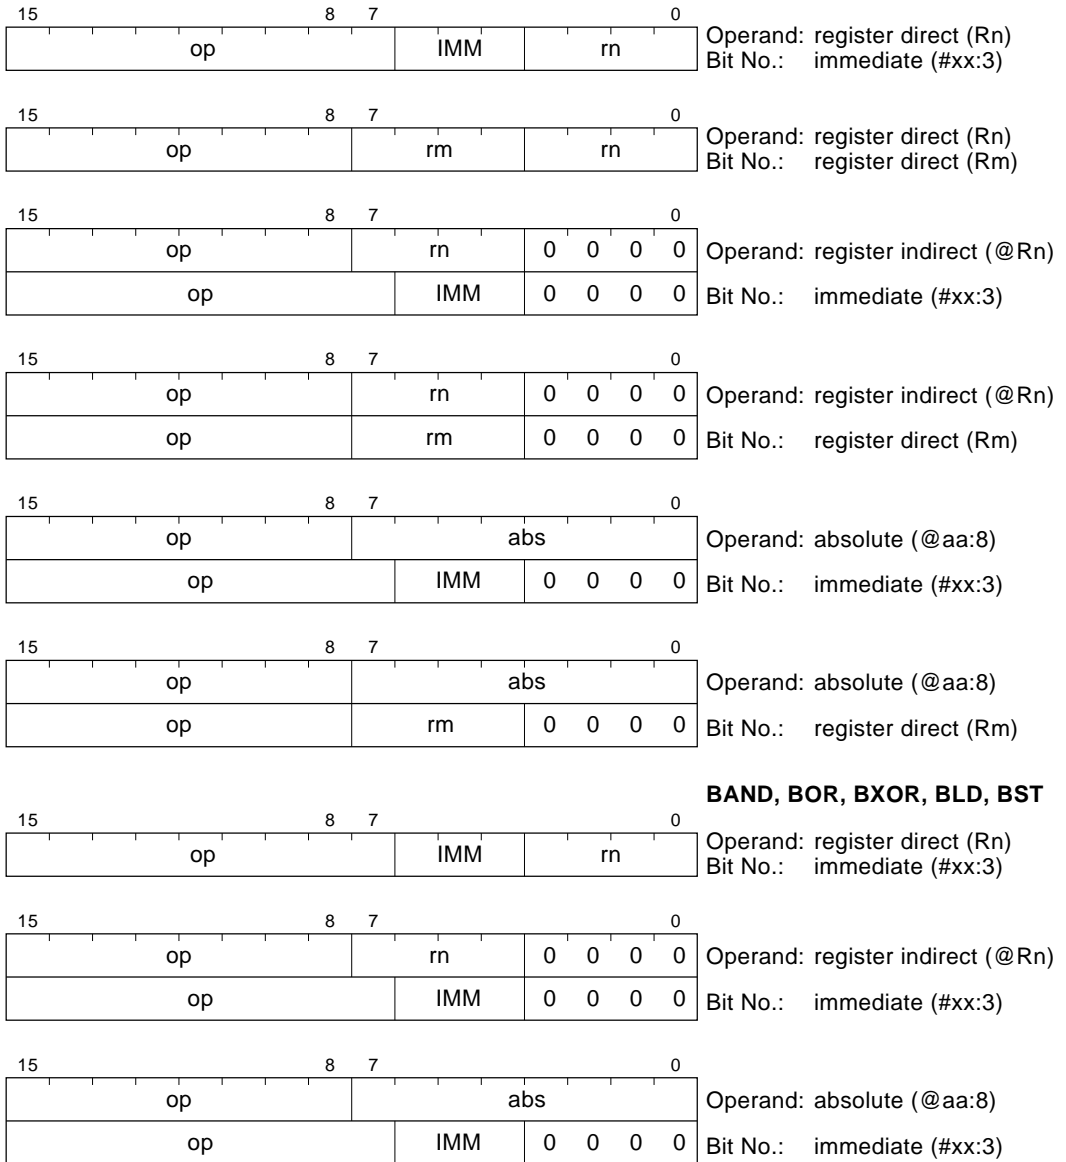 15 8 7 0
op IMM rn Operand: register direct (Rn)
Bit No.: immediate (#xx:3)
15 8 7 0
op rm rn Operand: register direct (Rn)
Bit No.: register direct (Rm)
15 8 7 0
op rn 0 0 0 0 Operand: register indirect (@Rn)
op IMM 0 0 0 0 Bit No.: immediate (#xx:3)
15 8 7 0
op rn 0 0 0 0 Operand: register indirect (@Rn)
op rm 0 0 0 0 Bit No.: register direct (Rm)
15 8 7 0
op abs Operand: absolute (@aa:8)
op IMM 0 0 0 0 Bit No.: immediate (#xx:3)
15 8 7 0
op abs Operand: absolute (@aa:8)
op rm 0 0 0 0 Bit No.: register direct (Rm)
BAND, BOR, BXOR, BLD, BST
15 8 7 0
op IMM rn Operand: register direct (Rn)
Bit No.: immediate (#xx:3)
15 8 7 0
op rn 0 0 0 0 Operand: register indirect (@Rn)
op IMM 0 0 0 0 Bit No.: immediate (#xx:3)
15 8 7 0
op abs Operand: absolute (@aa:8)
op IMM 0 0 0 0 Bit No.: immediate (#xx:3)